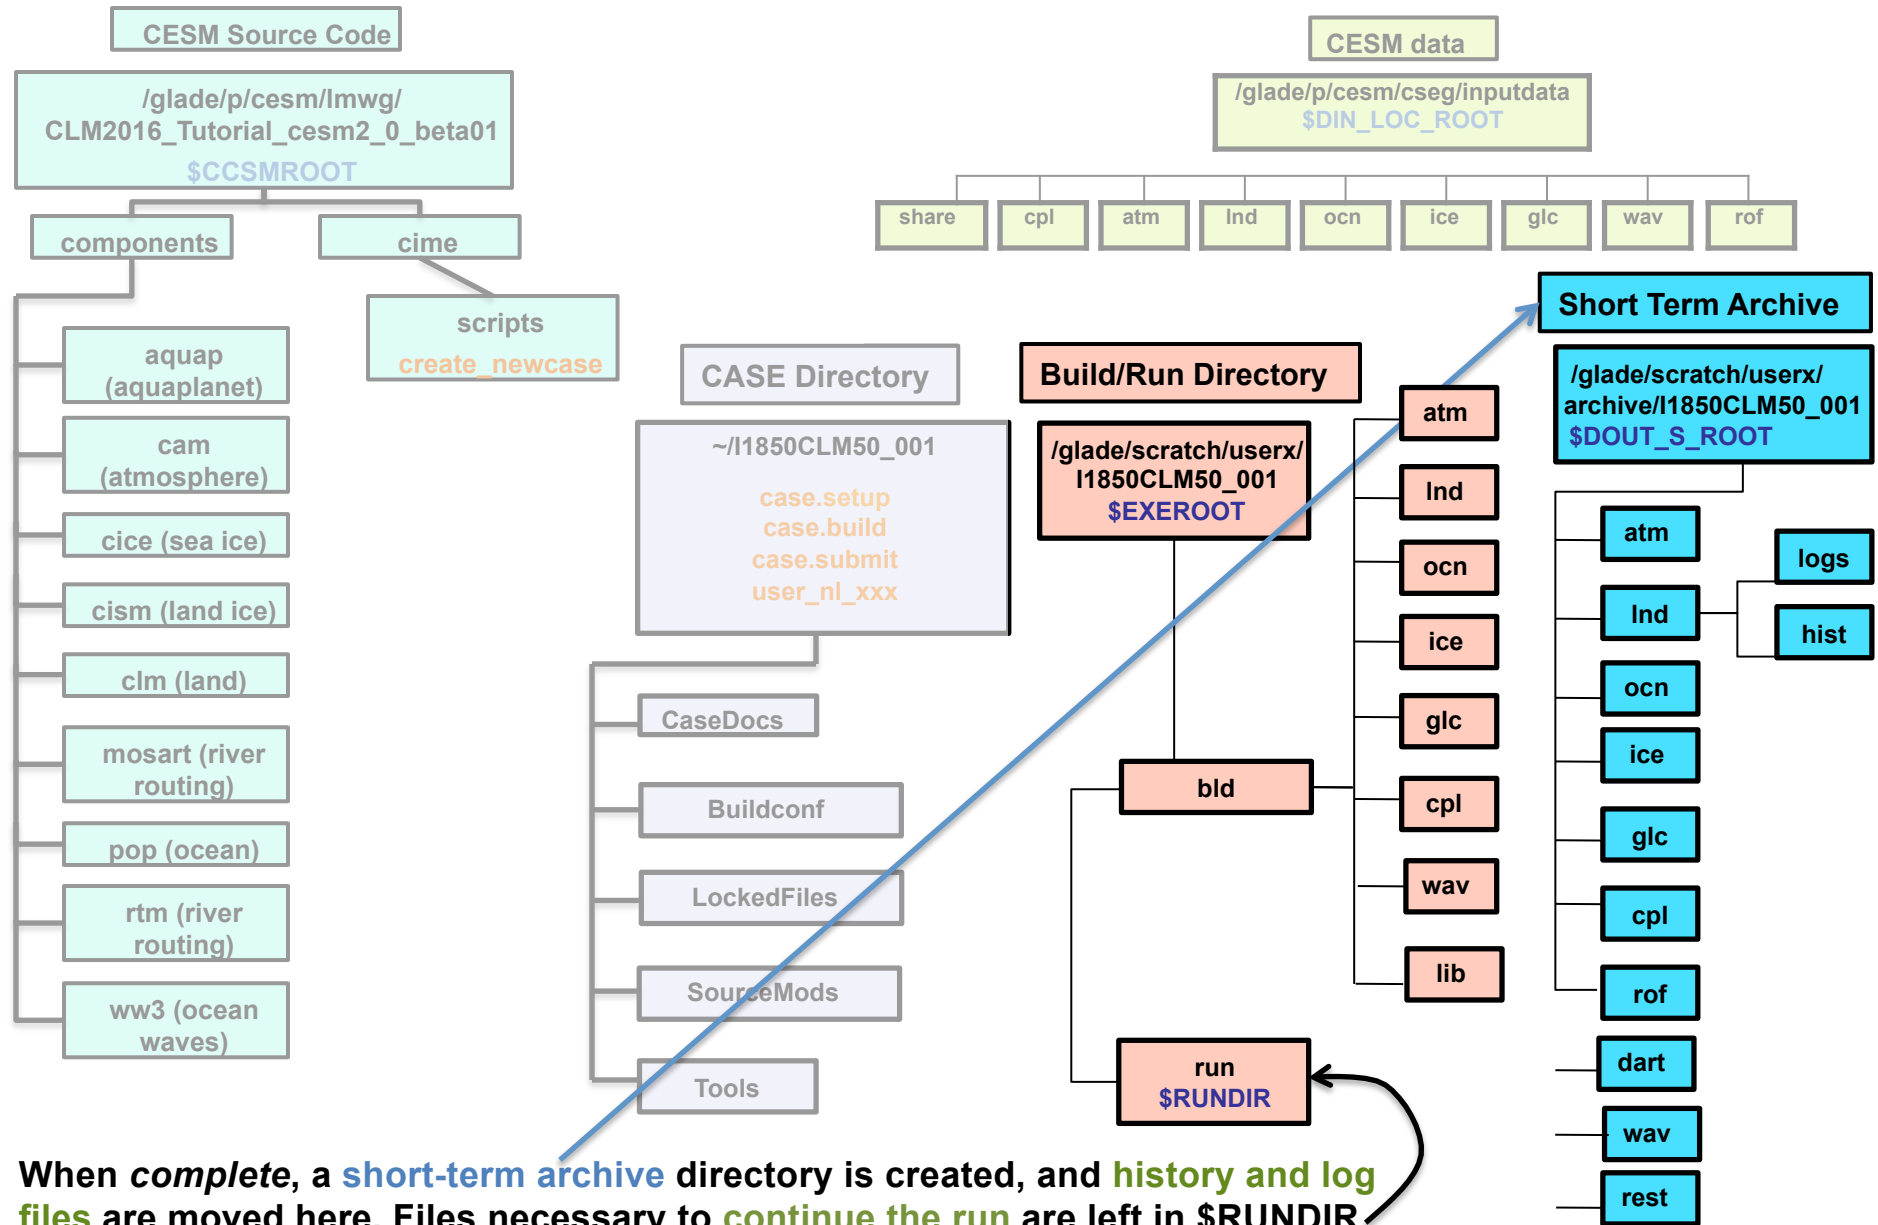 CESM Source Code
/glade/p/cesm/lmwg/
CLM2016_Tutorial_cesm2_0_beta01
$CCSMROOT
components
cime
scripts
create_newcase
aquap
(aquaplanet)
cam
(atmosphere)
cice (sea ice)
cism (land ice)
clm (land)
mosart (river
routing)
pop (ocean)
rtm (river
routing)
ww3 (ocean
waves)
CESM data
/glade/p/cesm/cseg/inputdata
$DIN_LOC_ROOT
share
cpl
atm
lnd
ocn
ice
glc
wav
rof
CASE Directory
~/I1850CLM50_001
case.setup
case.build
case.submit
user_nl_xxx
CaseDocs
Buildconf
LockedFiles
SourceMods
Tools
Build/Run Directory
/glade/scratch/userx/
I1850CLM50_001
$EXEROOT
bld
run
$RUNDIR
atm
lnd
ocn
ice
glc
cpl
wav
lib
Short Term Archive
/glade/scratch/userx/
archive/I1850CLM50_001
$DOUT_S_ROOT
atm
lnd
logs
hist
ocn
ice
glc
cpl
rof
dart
wav
rest
When complete, a short-term archive directory is created, and history and log
files are moved here. Files necessary to continue the run are left in $RUNDIR